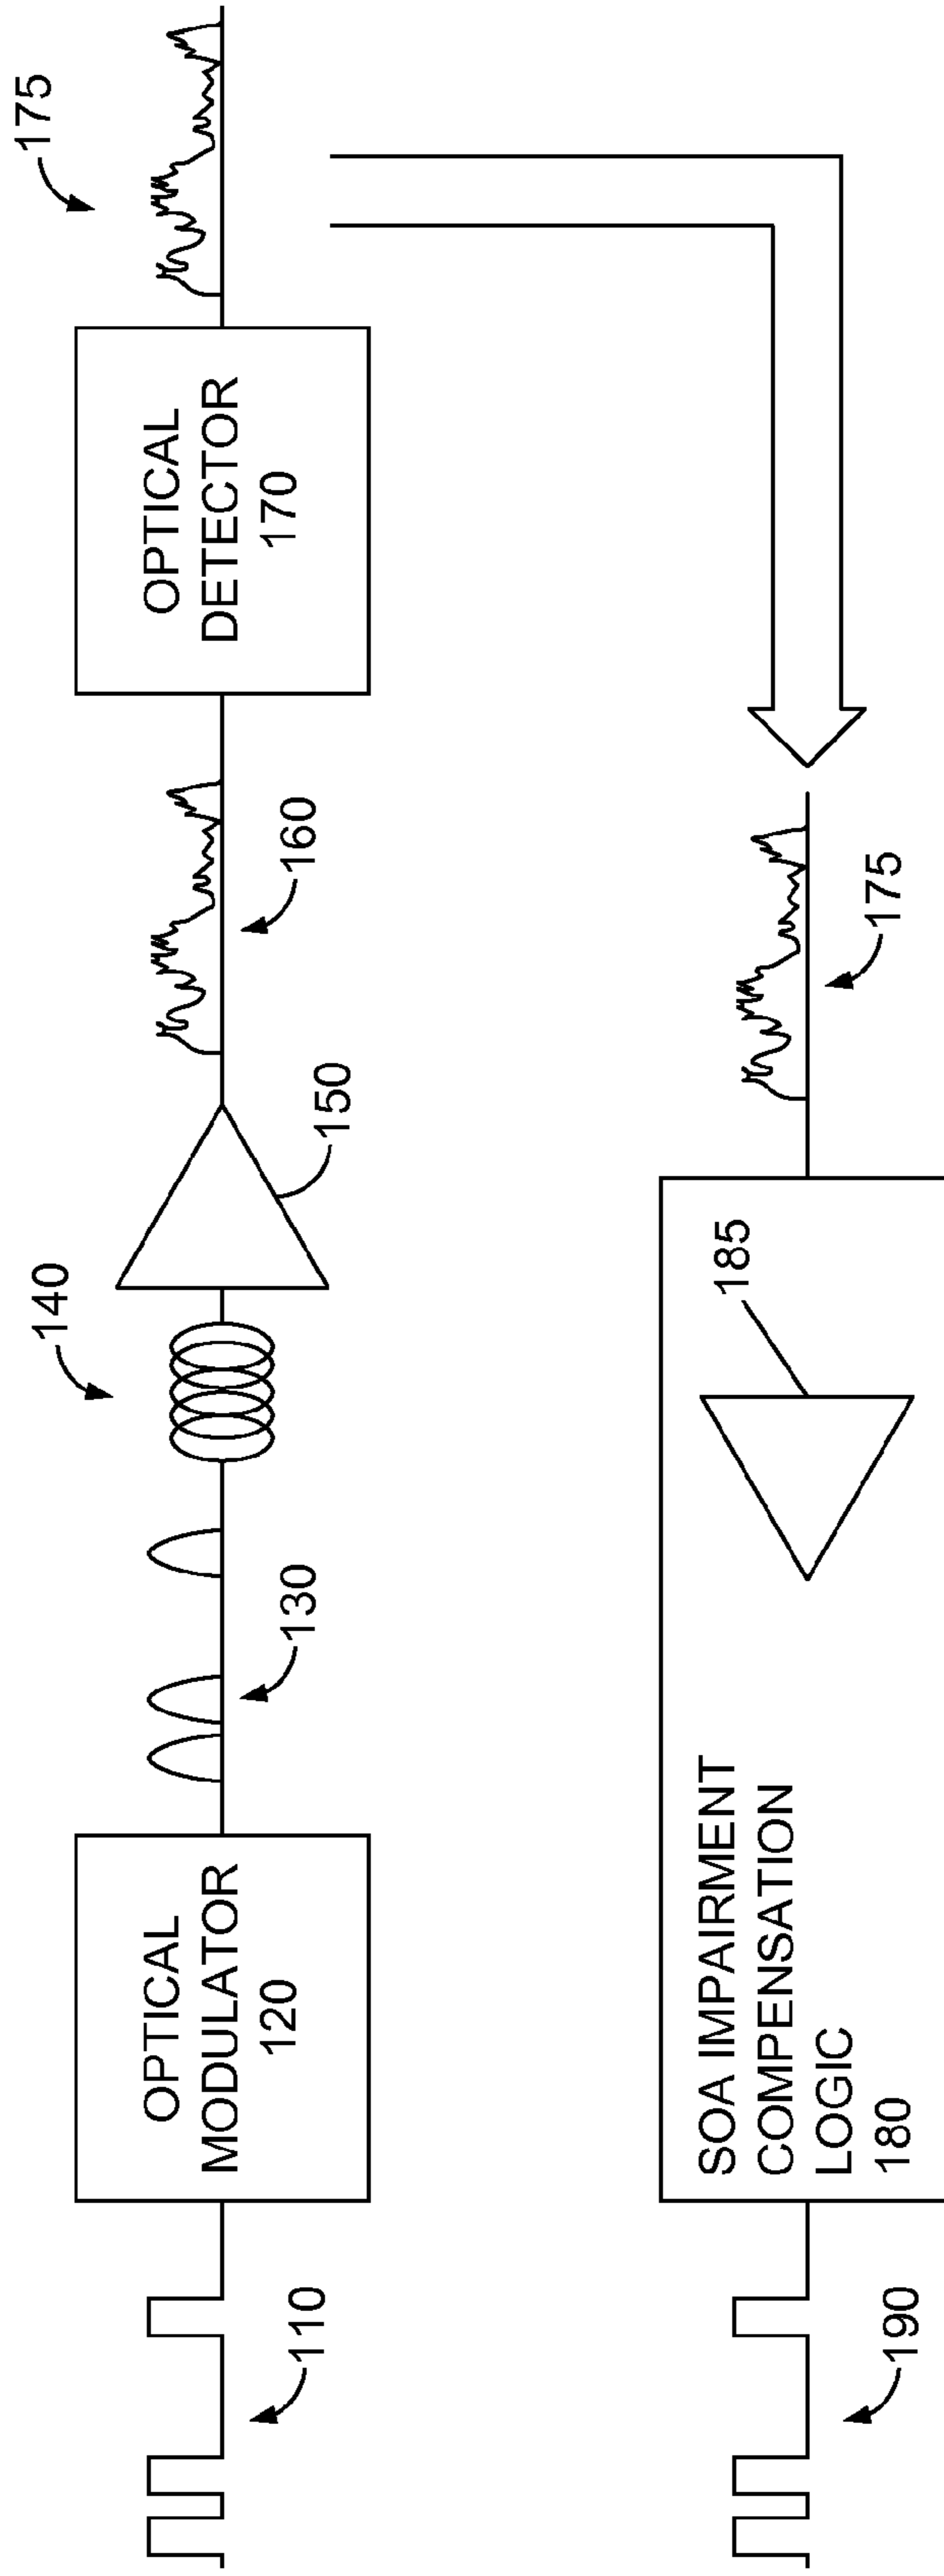 110
OPTICAL
MODULATOR
120
130
140
150
160
OPTICAL
DETECTOR
170
175
190
SOA IMPAIRMENT
COMPENSATION
LOGIC
180
185
175